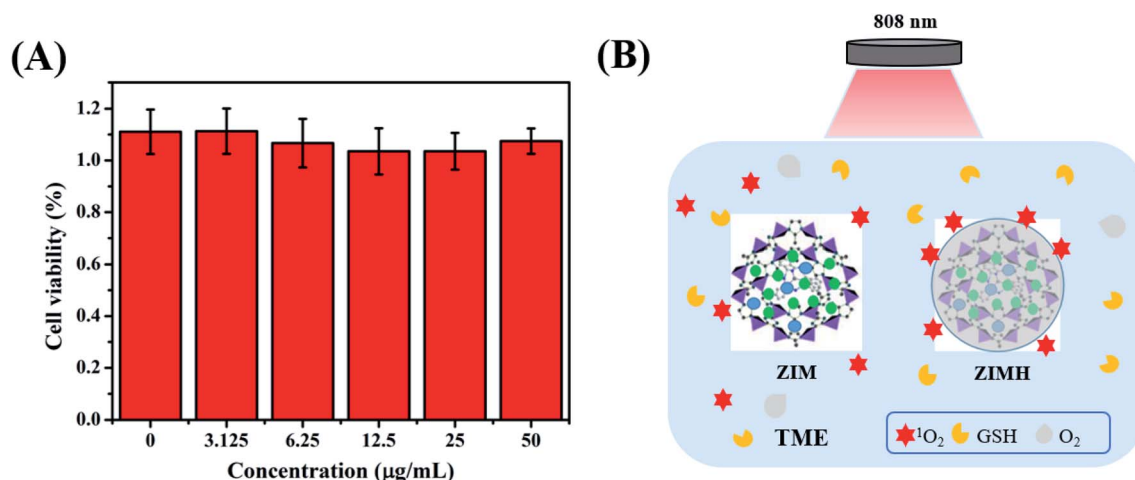 (A)
Cell viability (%)
1.2
1.0
0.8
0.6
0.4
0.2
0.0
0 3.125 6.25 12.5 25 50
Concentration (μg/mL)
(B)
808 nm
ZIM ZIMH
TME
¹O₂ GSH O₂